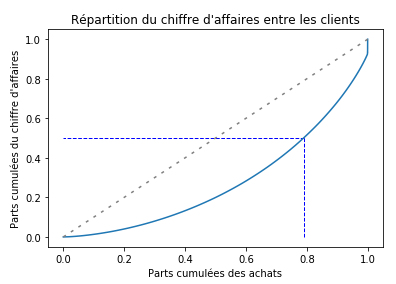 Répartition du chiffre d'affaires entre les clients
Parts cumulées du chiffre d'affaires
1.0
0.8
0.6
0.4
0.2
0.0
0.0 0.2 0.4 0.6 0.8 1.0
Parts cumulées des achats